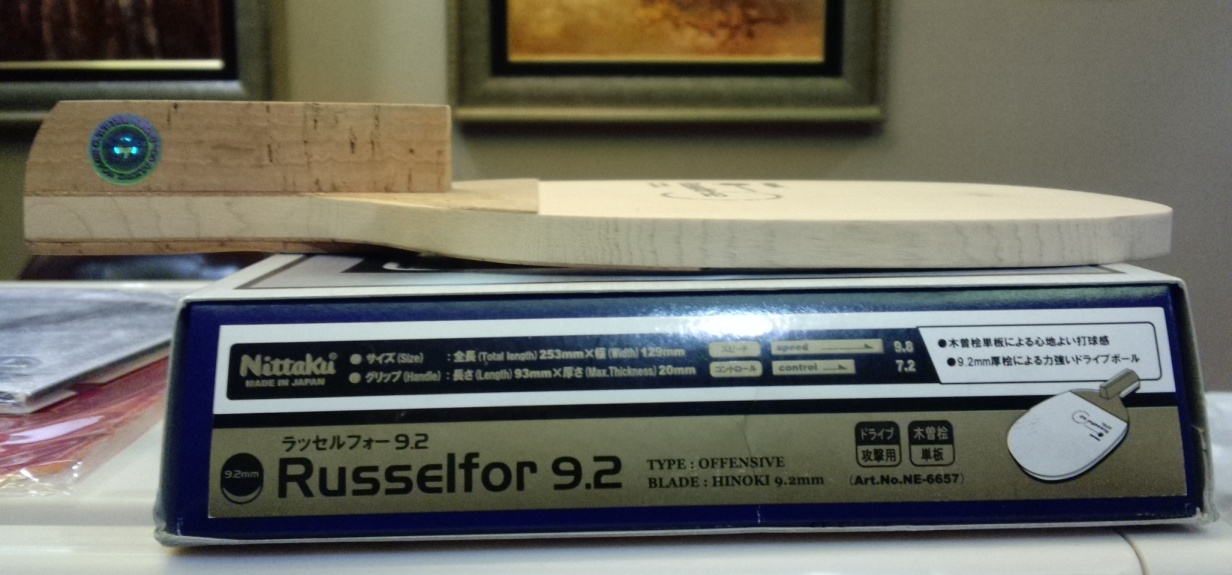 Nittaku
MADE IN JAPAN
● サイズ (Size) : 全長 (Total length) 253mm×幅 (Width) 129mm
● グリップ (Handle) : 長さ (Length) 93mm×厚さ (Max.Thickness) 20mm
スピード speed 9.8
コントロール control 7.2
●木曽桧単板による心地よい打球感
●9.2mm厚桧による力強いドライブボール
ラッセルフォー 9.2
9.2mm
Russelfor 9.2
TYPE : OFFENSIVE
BLADE : HINOKI 9.2mm
ドライブ
攻撃用
木曽桧
単板
(Art.No.NE-6657)